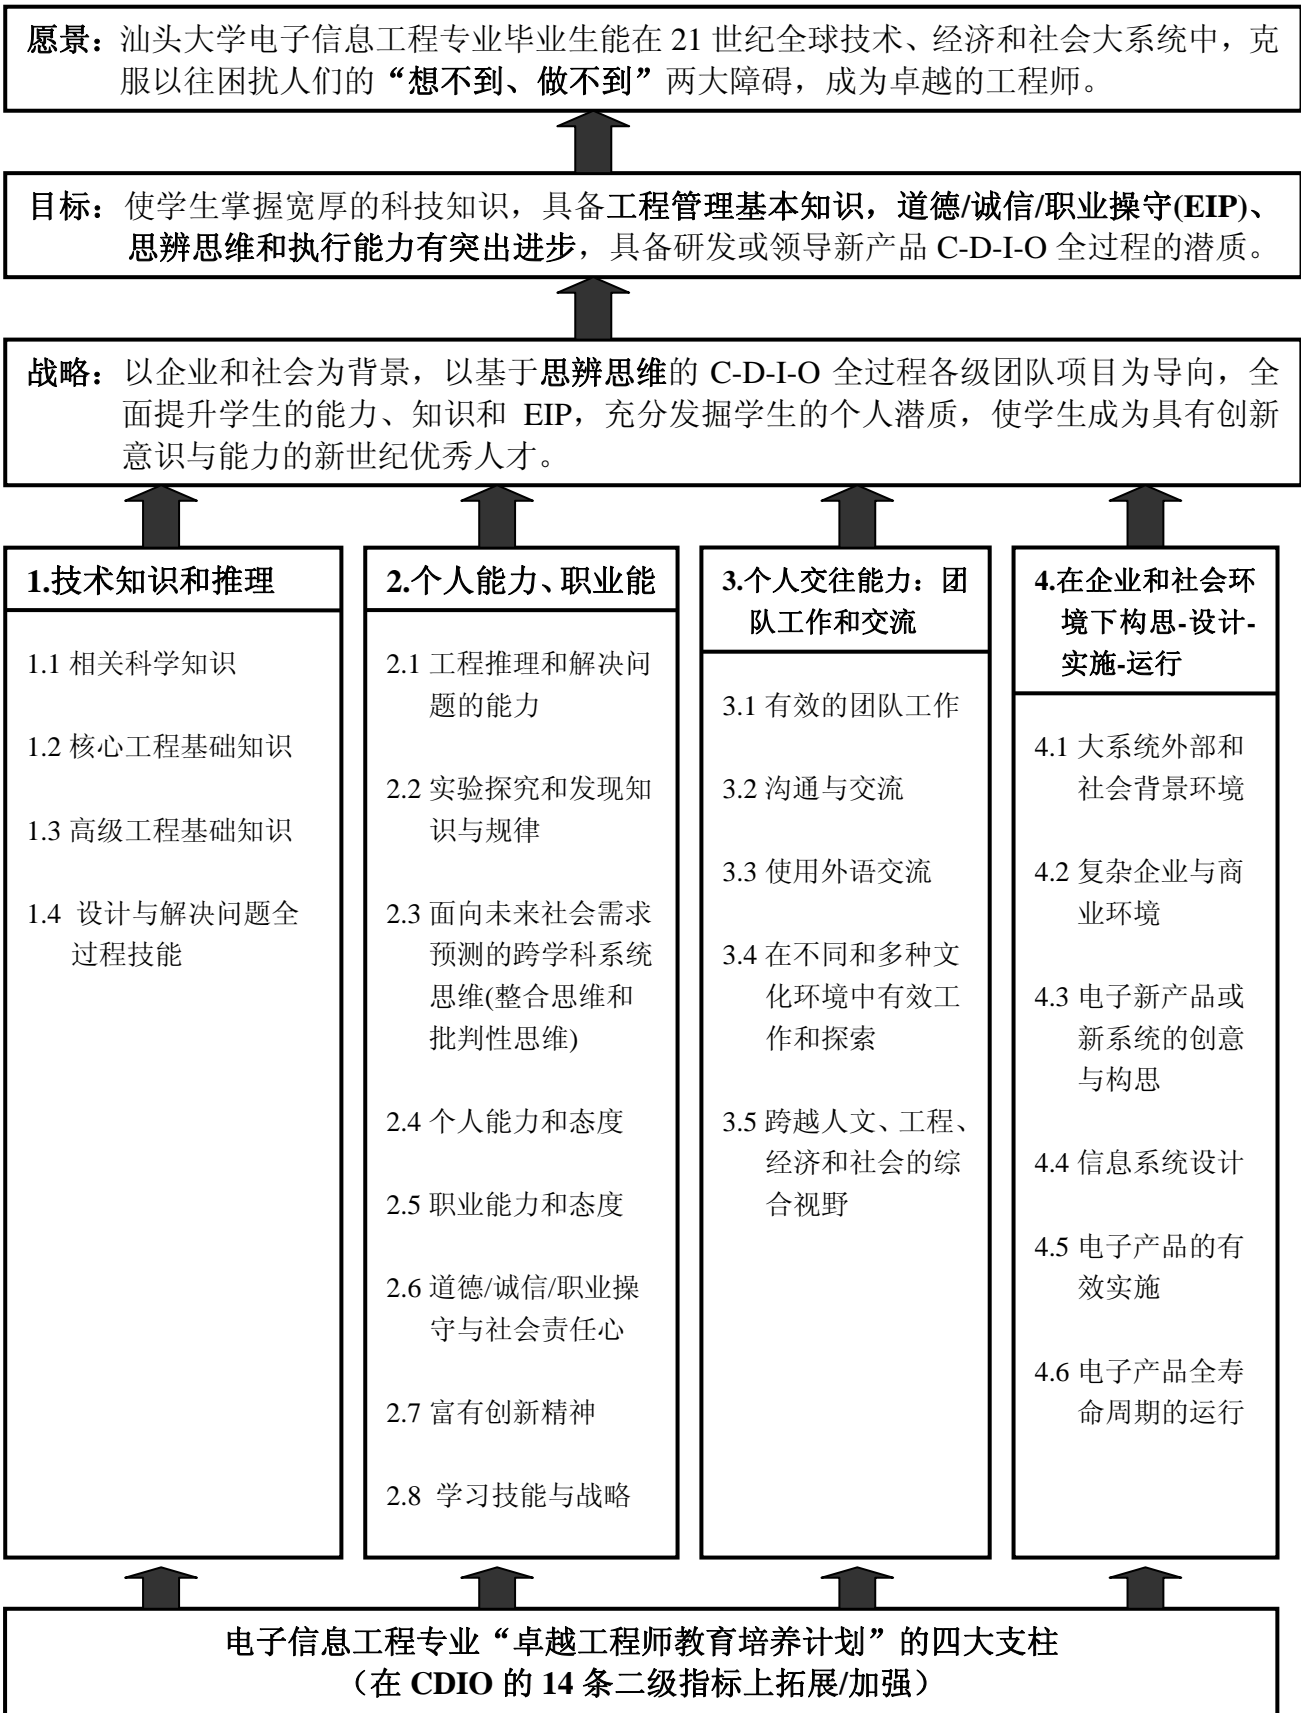 愿景：汕头大学电子信息工程专业毕业生能在 21 世纪全球技术、经济和社会大系统中，克
服以往困扰人们的“想不到、做不到”两大障碍，成为卓越的工程师。
目标：使学生掌握宽厚的科技知识，具备工程管理基本知识，道德/诚信/职业操守(EIP)、
思辨思维和执行能力有突出进步，具备研发或领导新产品 C-D-I-O 全过程的潜质。
战略：以企业和社会为背景，以基于思辨思维的 C-D-I-O 全过程各级团队项目为导向，全
面提升学生的能力、知识和 EIP，充分发掘学生的个人潜质，使学生成为具有创新
意识与能力的新世纪优秀人才。
1.技术知识和推理
1.1 相关科学知识
1.2 核心工程基础知识
1.3 高级工程基础知识
1.4 设计与解决问题全
过程技能
2.个人能力、职业能
2.1 工程推理和解决问
题的能力
2.2 实验探究和发现知
识与规律
2.3 面向未来社会需求
预测的跨学科系统
思维(整合思维和
批判性思维)
2.4 个人能力和态度
2.5 职业能力和态度
2.6 道德/诚信/职业操
守与社会责任心
2.7 富有创新精神
2.8 学习技能与战略
3.个人交往能力：团
队工作和交流
3.1 有效的团队工作
3.2 沟通与交流
3.3 使用外语交流
3.4 在不同和多种文
化环境中有效工
作和探索
3.5 跨越人文、工程、
经济和社会的综
合视野
4.在企业和社会环
境下构思-设计-
实施-运行
4.1 大系统外部和
社会背景环境
4.2 复杂企业与商
业环境
4.3 电子新产品或
新系统的创意
与构思
4.4 信息系统设计
4.5 电子产品的有
效实施
4.6 电子产品全寿
命周期的运行
电子信息工程专业“卓越工程师教育培养计划”的四大支柱
（在 CDIO 的 14 条二级指标上拓展/加强）